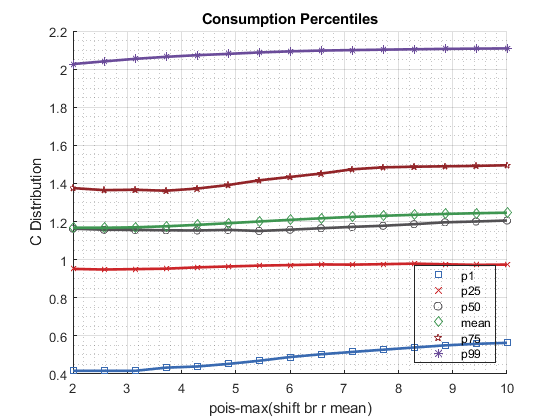 Consumption Percentiles
2.2
2
1.8
1.6
1.4
1.2
1
0.8
0.6
0.4
C Distribution
p1
p25
p50
mean
p75
p99
2 3 4 5 6 7 8 9 10
pois-max(shift br r mean)